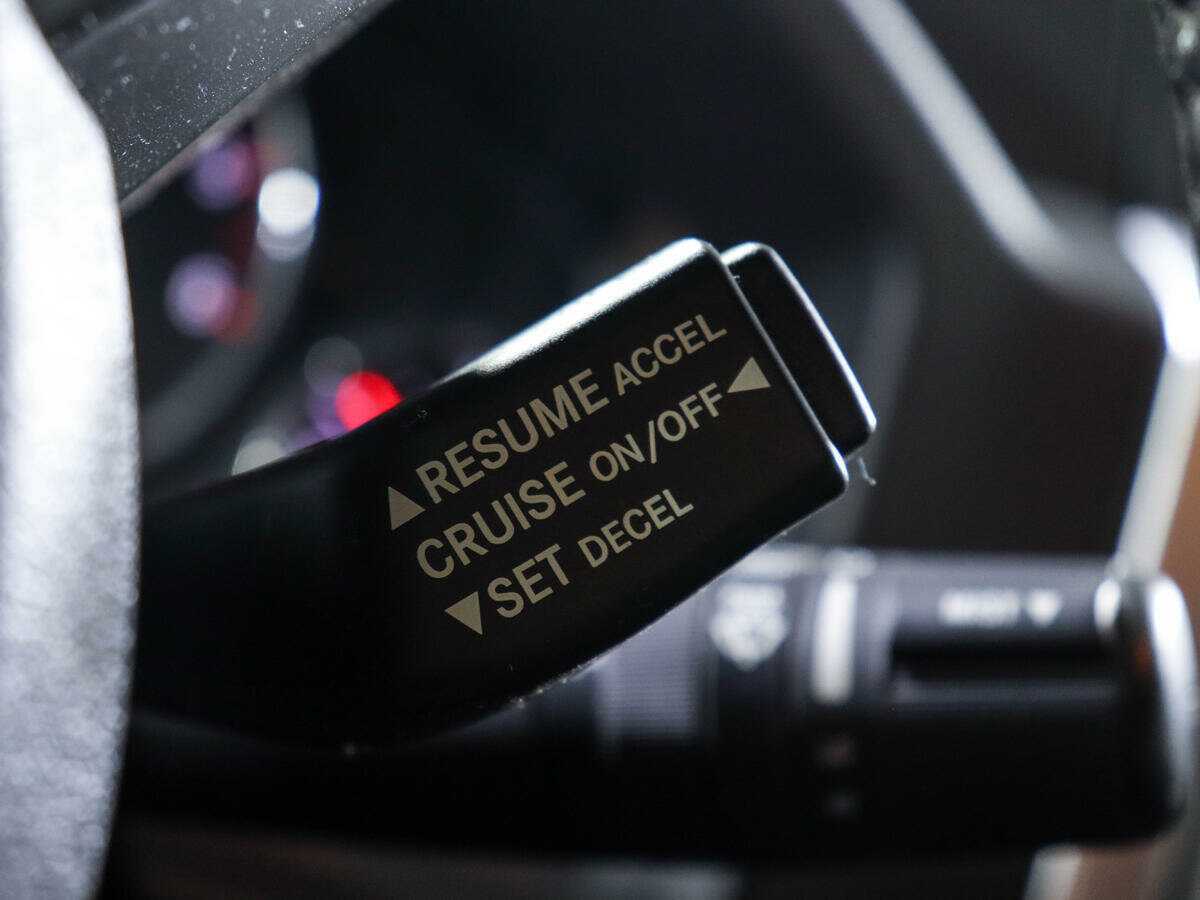 ▲RESUME ACCEL
CRUISE ON/OFF◀
▼SET DECEL